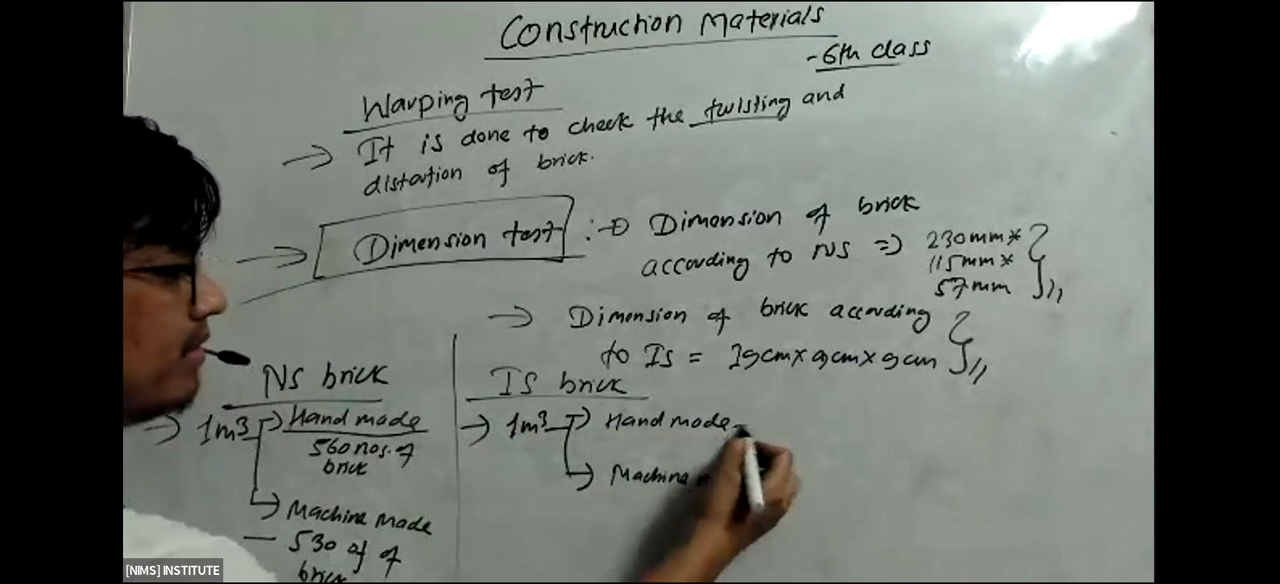 Construction Materials
- 6th class
Warping test
→ It is done to check the twisting and
distortion of brick.
→ Dimension test :→ Dimension of brick
according to NS ⇒ 230mm*
115mm*
57mm
→ Dimension of brick according
to IS = 19cm x 9cm x 9cm
NS brick
→ 1m3 → Hand made
560 nos. of
brick
→ Machine made
— 530 of of
brick
IS brick
→ 1m3 → Hand made -
→ Machine
[NIMS] INSTITUTE